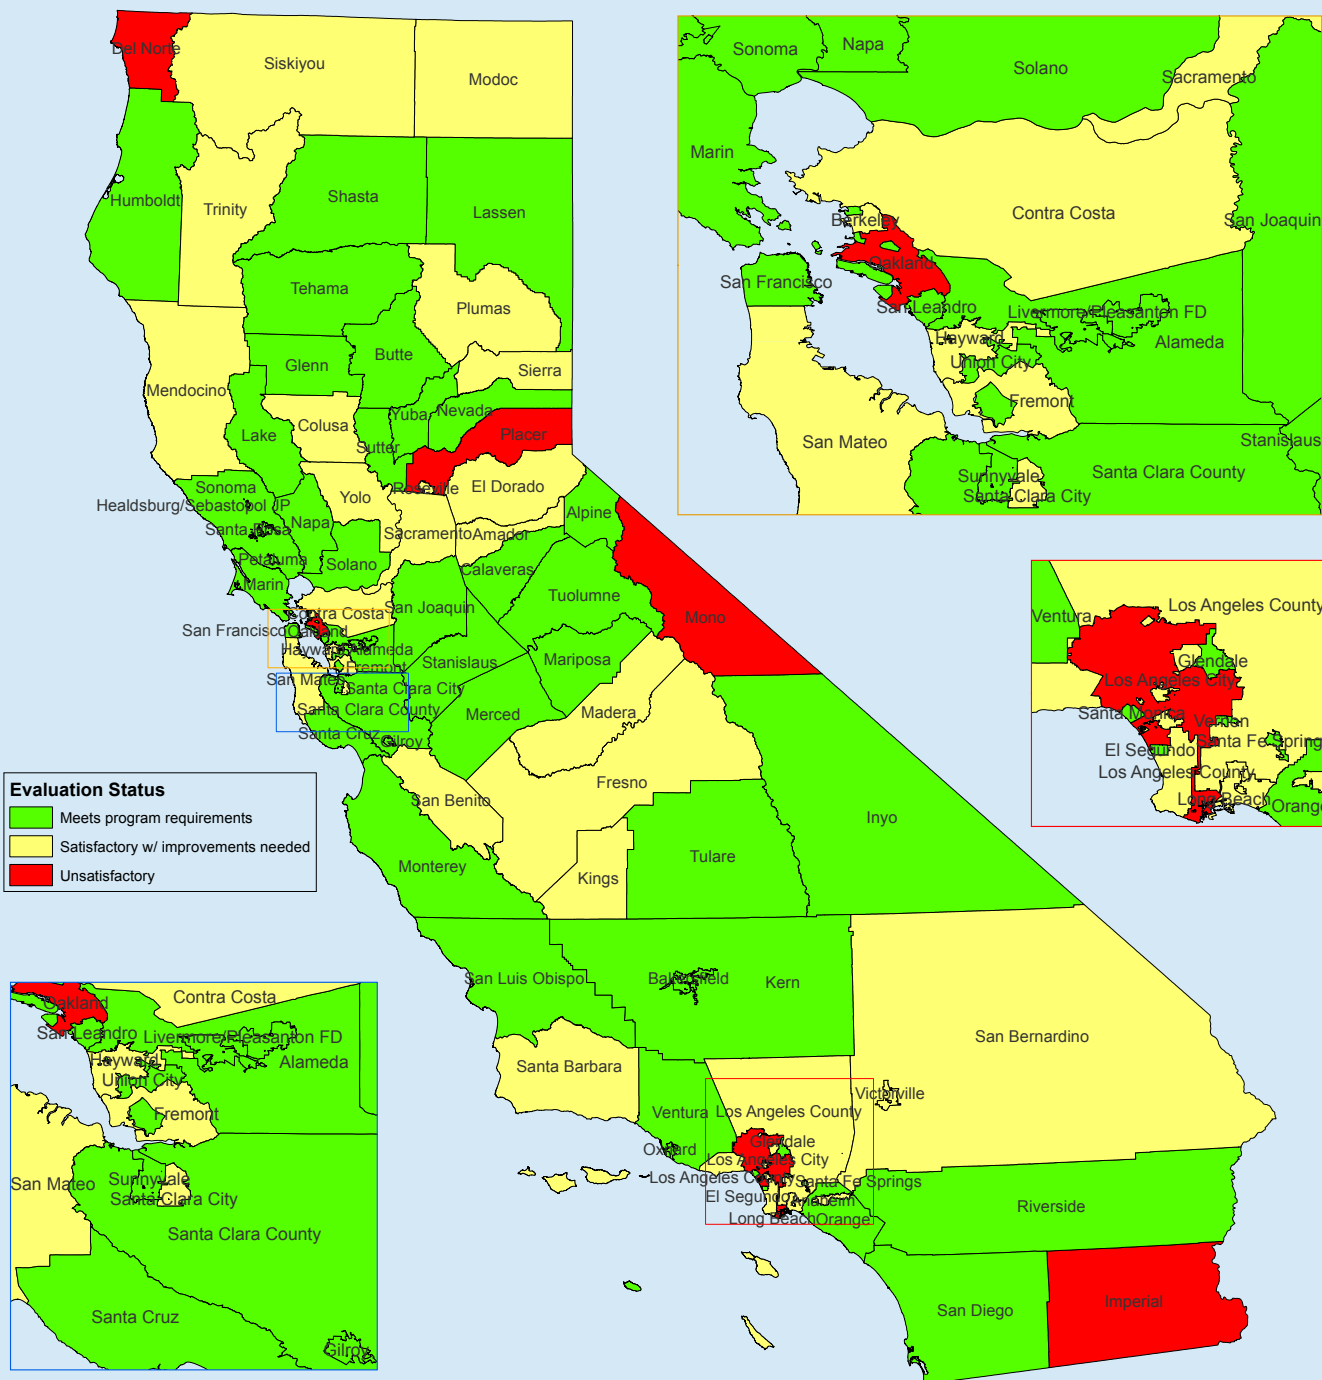 Del Norte
Siskiyou
Modoc
Humboldt
Trinity
Shasta
Lassen
Tehama
Plumas
Mendocino
Glenn
Butte
Sierra
Lake
Colusa
Sutter
Yuba
Nevada
Placer
Sonoma
Yolo
Roseville
El Dorado
Healdsburg/Sebastopol JP
Santa Rosa
Napa
Sacramento
Amador
Alpine
Petaluma
Solano
Calaveras
Marin
Tuolumne
Contra Costa
San Joaquin
Mono
San Francisco
Oakland
Hayward
Alameda
Fremont
Stanislaus
Mariposa
San Mateo
Santa Clara City
Santa Clara County
Merced
Madera
Santa Cruz
Gilroy
Fresno
San Benito
Inyo
Monterey
Kings
Tulare
San Luis Obispo
Bakersfield
Kern
San Bernardino
Santa Barbara
Victorville
Ventura
Los Angeles County
Oxnard
Glendale
Los Angeles City
Los Angeles County
Santa Fe Springs
El Segundo
Anaheim
Long Beach
Orange
Riverside
San Diego
Imperial
Sonoma
Napa
Solano
Sacramento
Marin
Contra Costa
San Joaquin
Berkeley
Oakland
San Francisco
San Leandro
Livermore/Pleasanton FD
Hayward
Alameda
Union City
Fremont
San Mateo
Stanislaus
Sunnyvale
Santa Clara County
Santa Clara City
Ventura
Los Angeles County
Glendale
Los Angeles City
Santa Monica
Vernon
El Segundo
Santa Fe Springs
Los Angeles County
Long Beach
Orange
Evaluation Status
Meets program requirements
Satisfactory w/ improvements needed
Unsatisfactory
Oakland
Contra Costa
San Leandro
Livermore/Pleasanton FD
Hayward
Alameda
Union City
Fremont
San Mateo
Sunnyvale
Santa Clara City
Santa Clara County
Santa Cruz
Gilroy